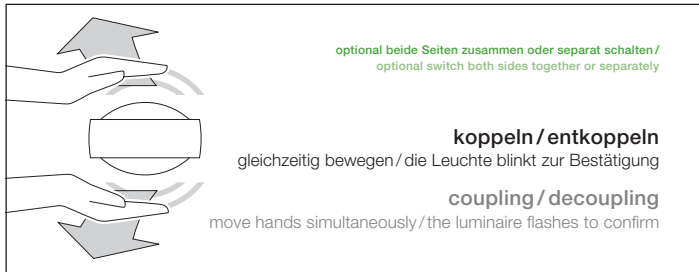 optional beide Seiten zusammen oder separat schalten /
optional switch both sides together or separately
koppeln / entkoppeln
gleichzeitig bewegen / die Leuchte blinkt zur Bestätigung
coupling / decoupling
move hands simultaneously / the luminaire flashes to confirm